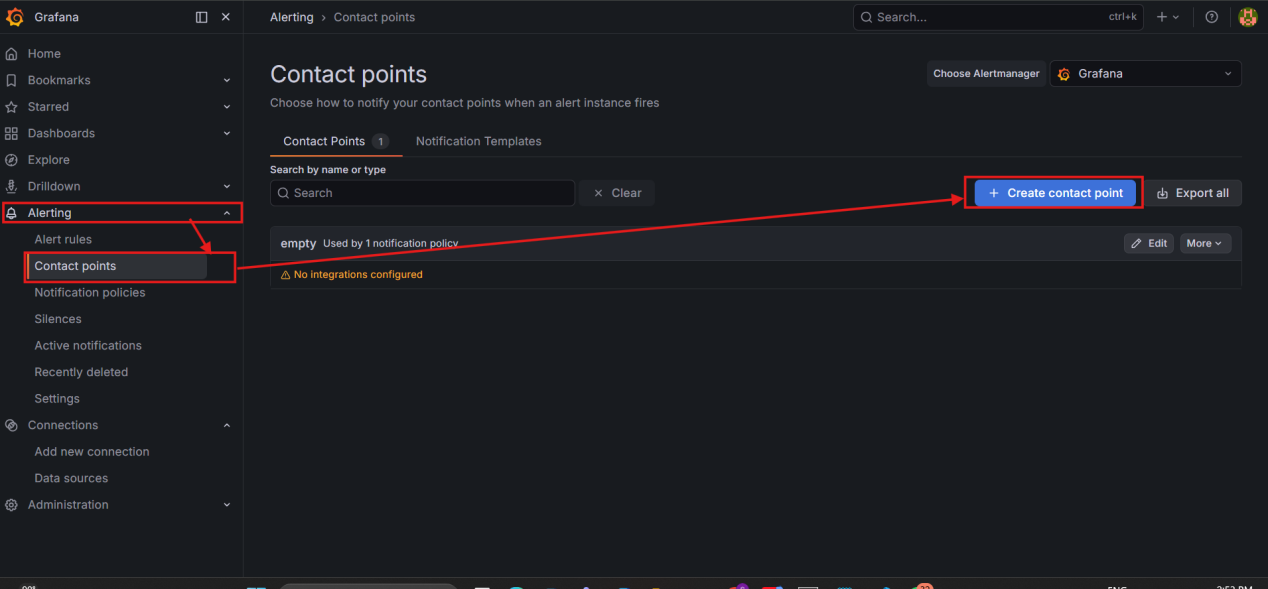 Grafana
Alerting › Contact points
Search...
ctrl+k
Home
Bookmarks
Starred
Dashboards
Explore
Drilldown
Alerting
Alert rules
Contact points
Notification policies
Silences
Active notifications
Recently deleted
Settings
Connections
Add new connection
Data sources
Administration
Contact points
Choose how to notify your contact points when an alert instance fires
Choose Alertmanager
Grafana
Contact Points 1
Notification Templates
Search by name or type
Search
Clear
Create contact point
Export all
empty Used by 1 notification policy
Edit
More
No integrations configured